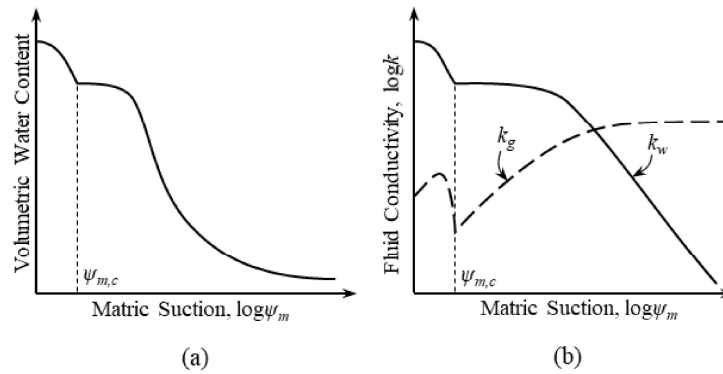 Volumetric Water Content
ψm,c
Matric Suction, logψm
(a)
Fluid Conductivity, logk
kg
kw
ψm,c
Matric Suction, logψm
(b)